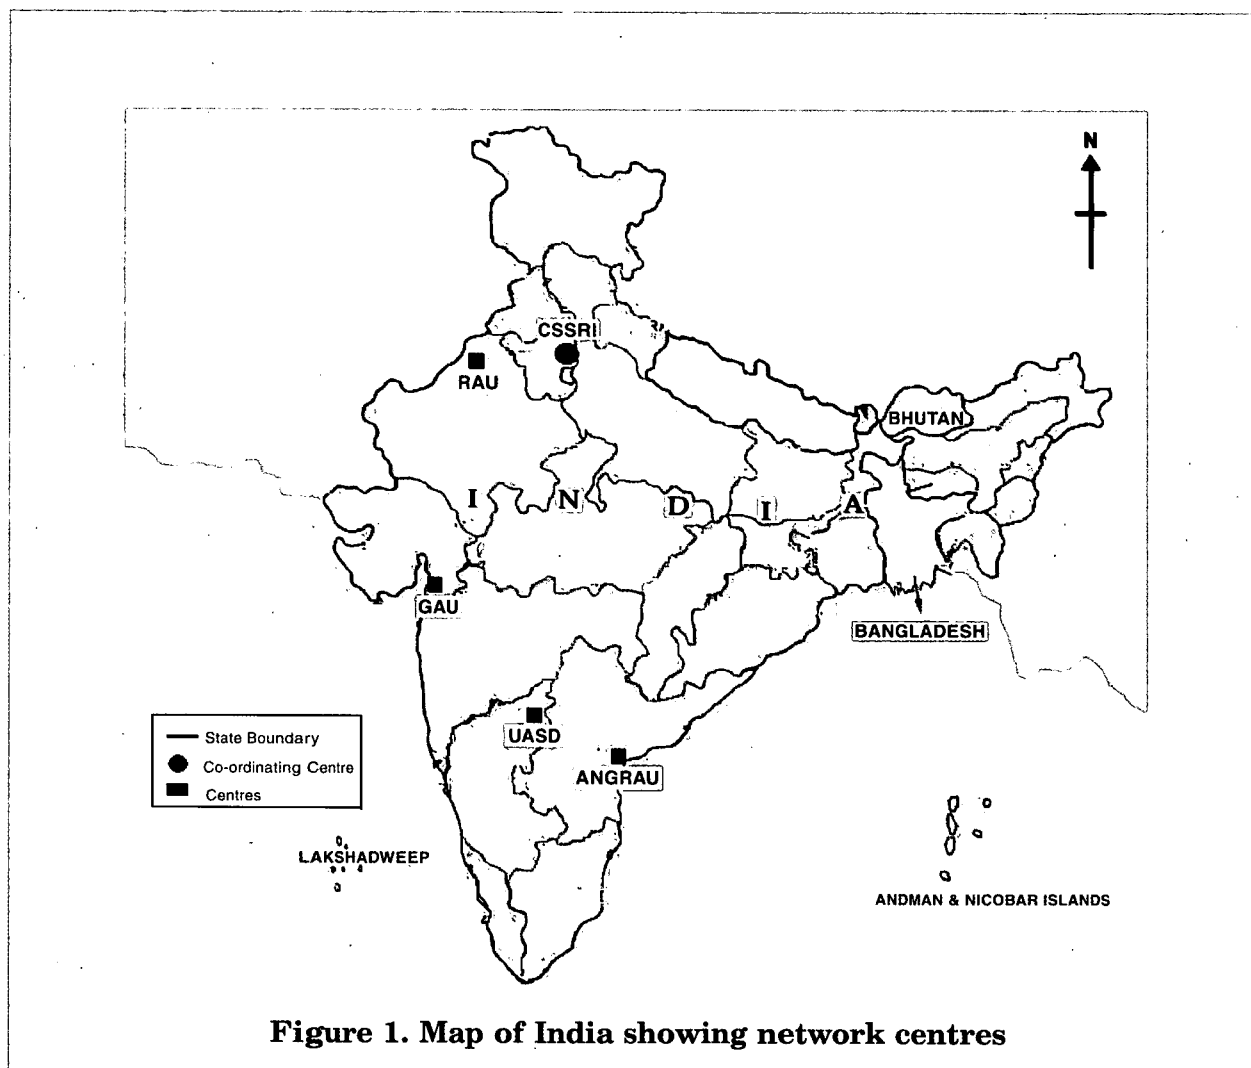 N
CSSRI
RAU
BHUTAN
I N D I A
GAU
BANGLADESH
UASD
ANGRAU
State Boundary
Co-ordinating Centre
Centres
LAKSHADWEEP
ANDMAN & NICOBAR ISLANDS
Figure 1. Map of India showing network centres